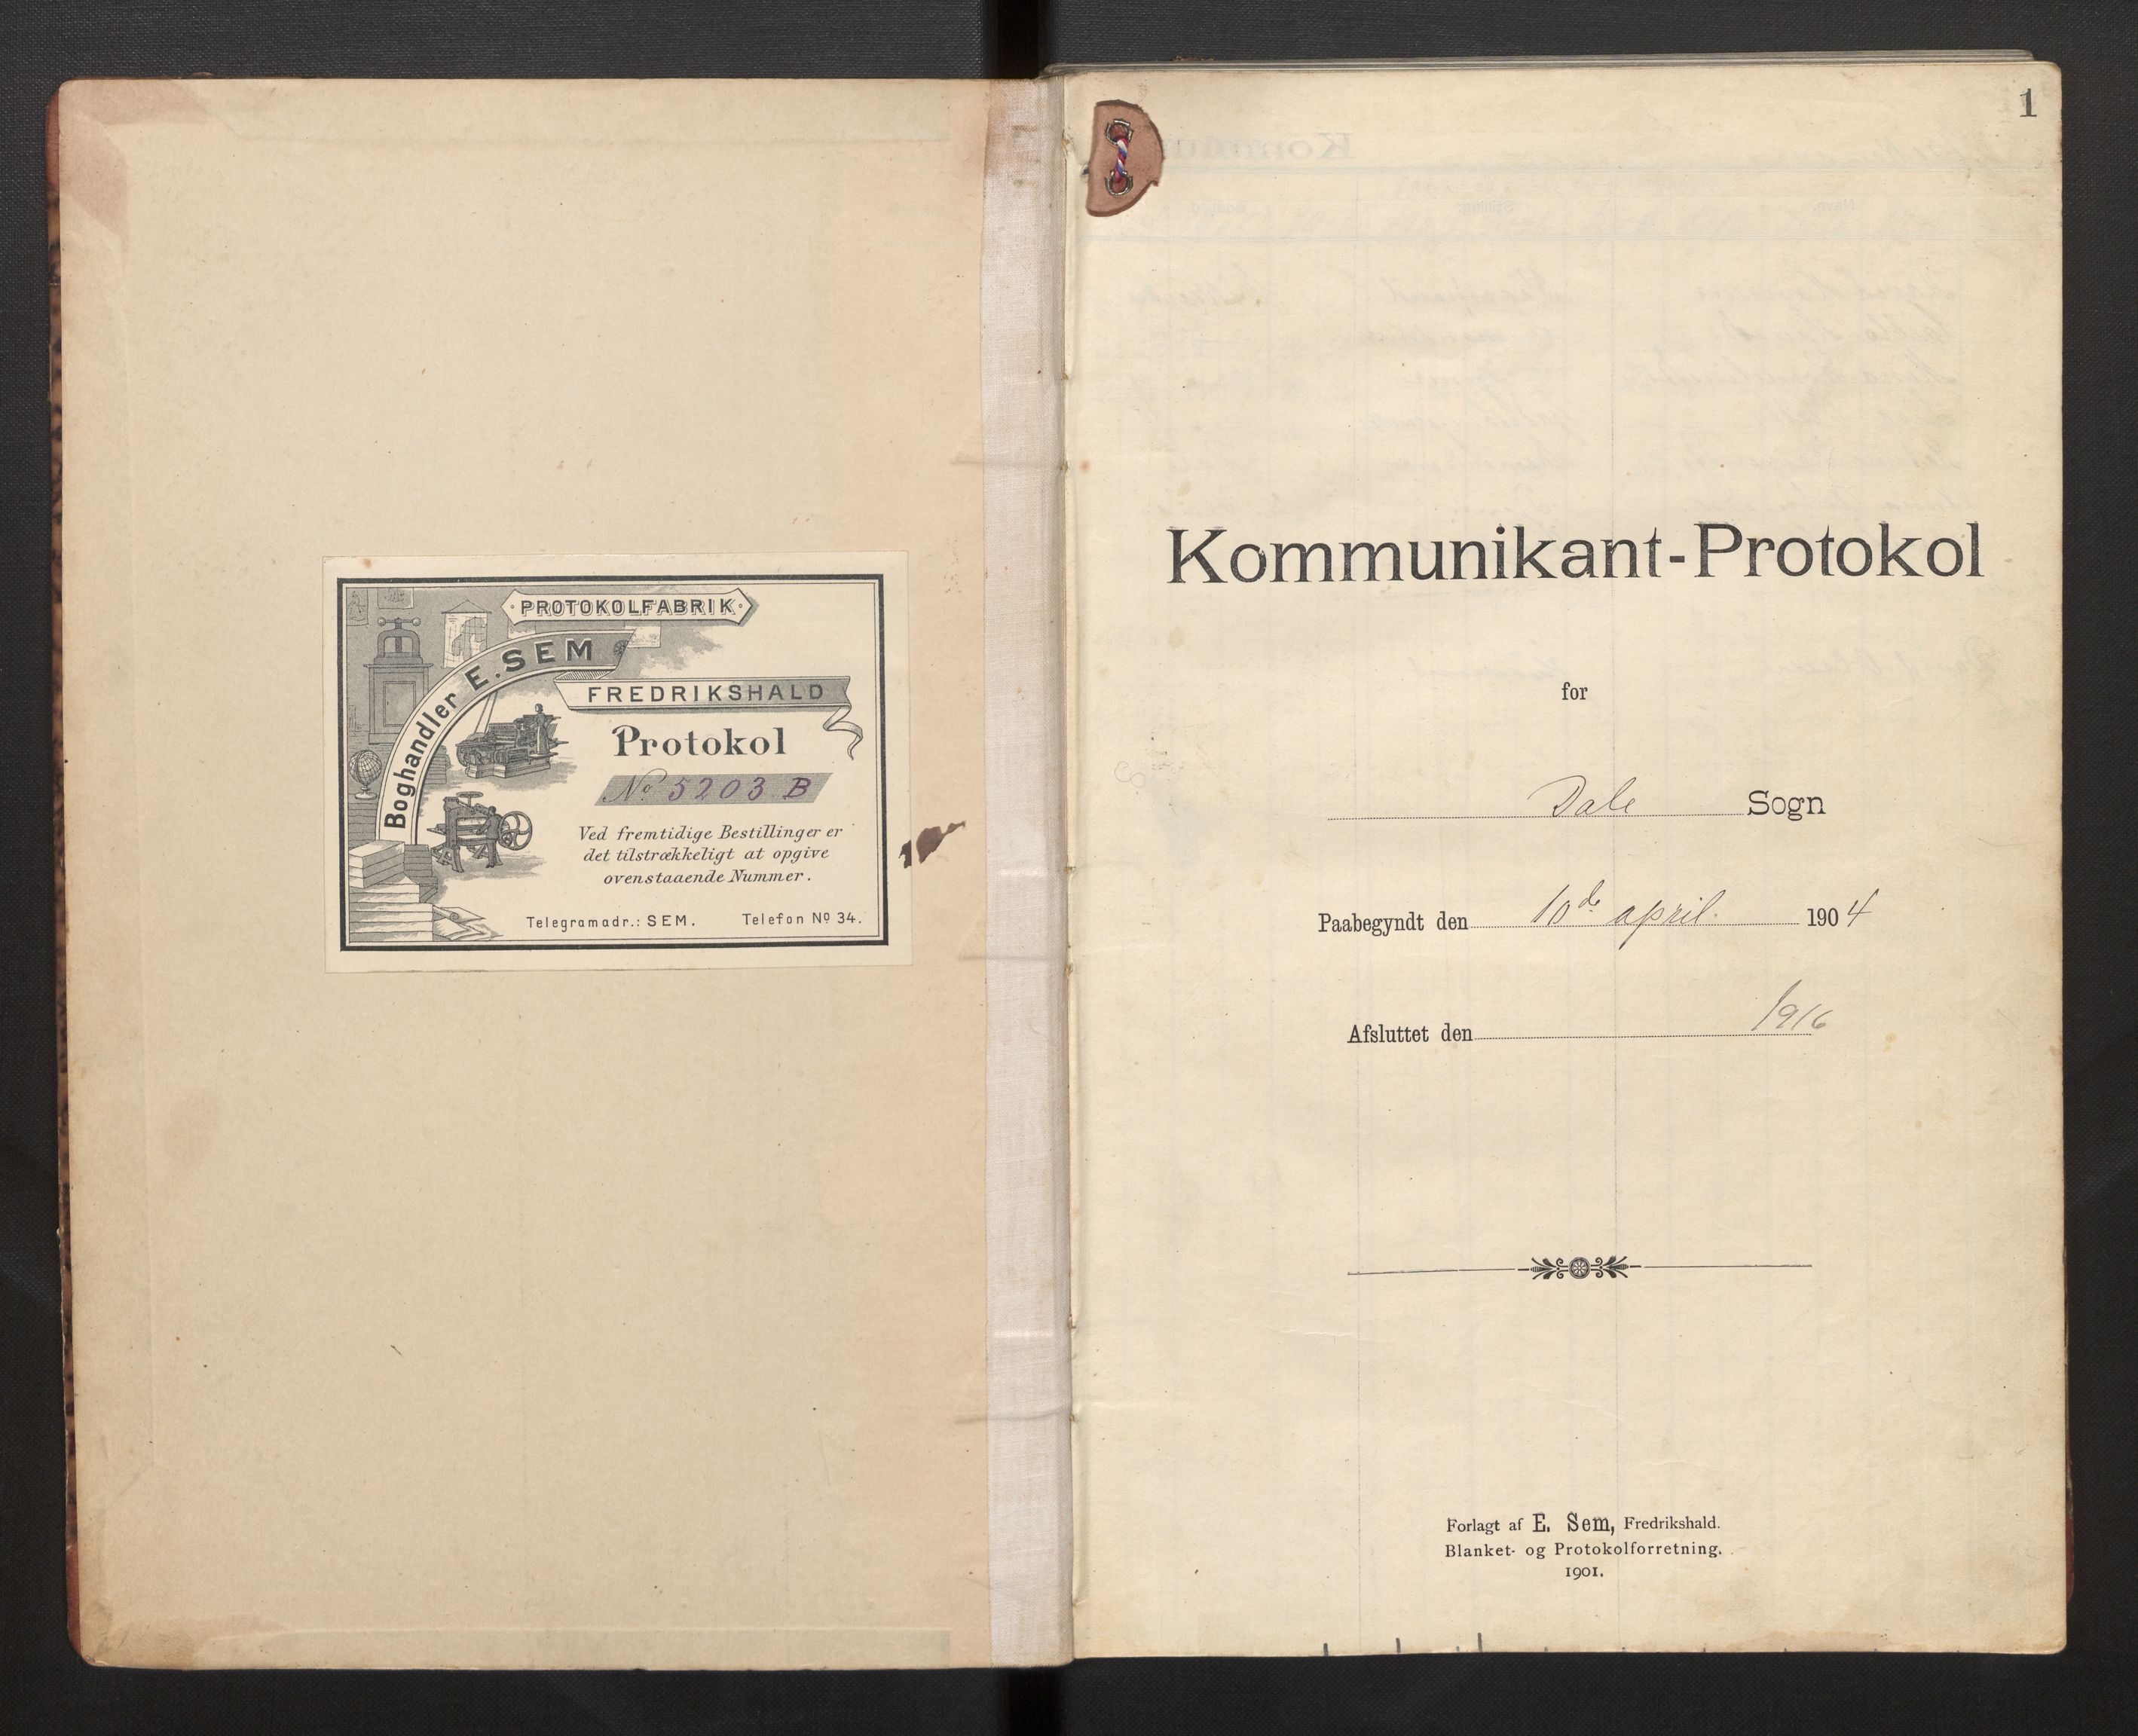 PROTOKOLFABRIK
Boghandler E. SEM
FREDRIKSHALD
Protokol
No 5203 B
Ved fremtidige Bestillinger er
det tilstrækkeligt at opgive
ovenstaaende Nummer.
Telegramadr.: SEM. Telefon No 34.
1
Kommunikant-Protokol
for
Dale Sogn
Paabegyndt den 10de april. 1904
Afsluttet den 1916
Forlagt af E. Sem, Fredrikshald.
Blanket- og Protokolforretning.
1901.